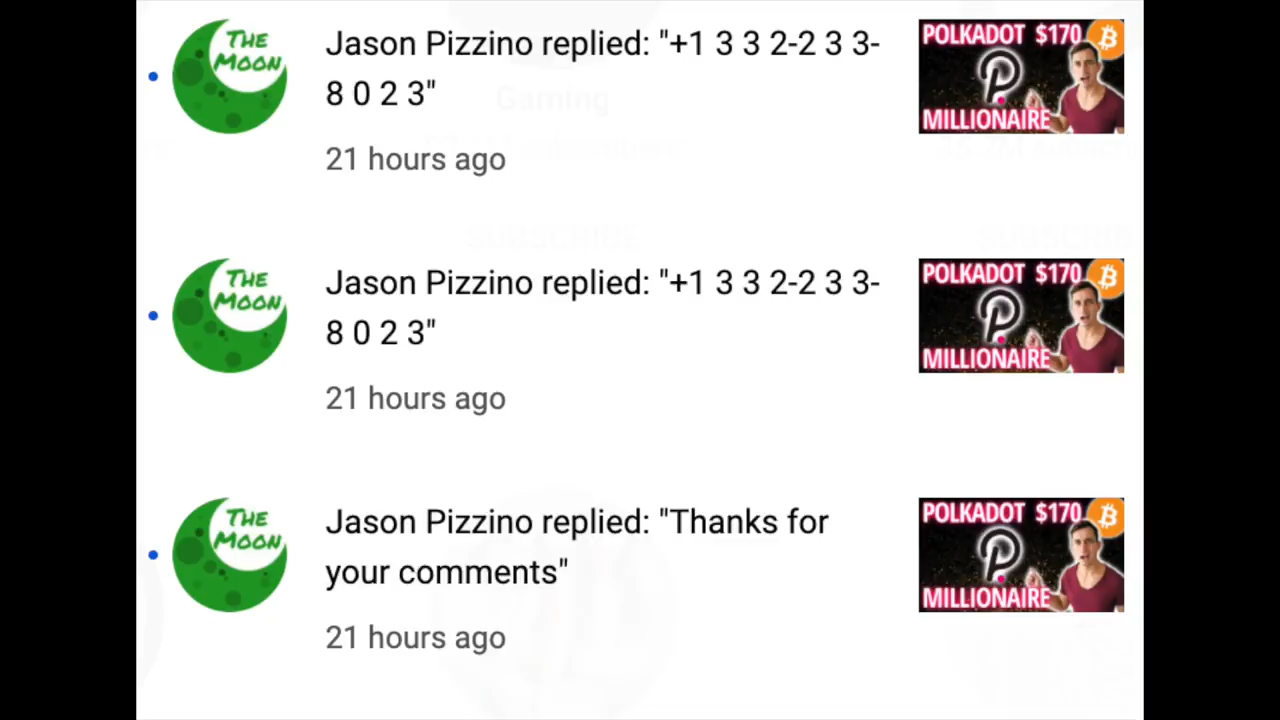 THE
MOON
Jason Pizzino replied: "+1 3 3 2-2 3 3-
8 0 2 3"
21 hours ago
POLKADOT $170
MILLIONAIRE
Gaming
SUBSCRIBE
THE
MOON
Jason Pizzino replied: "+1 3 3 2-2 3 3-
8 0 2 3"
21 hours ago
POLKADOT $170
MILLIONAIRE
THE
MOON
Jason Pizzino replied: "Thanks for
your comments"
21 hours ago
POLKADOT $170
MILLIONAIRE